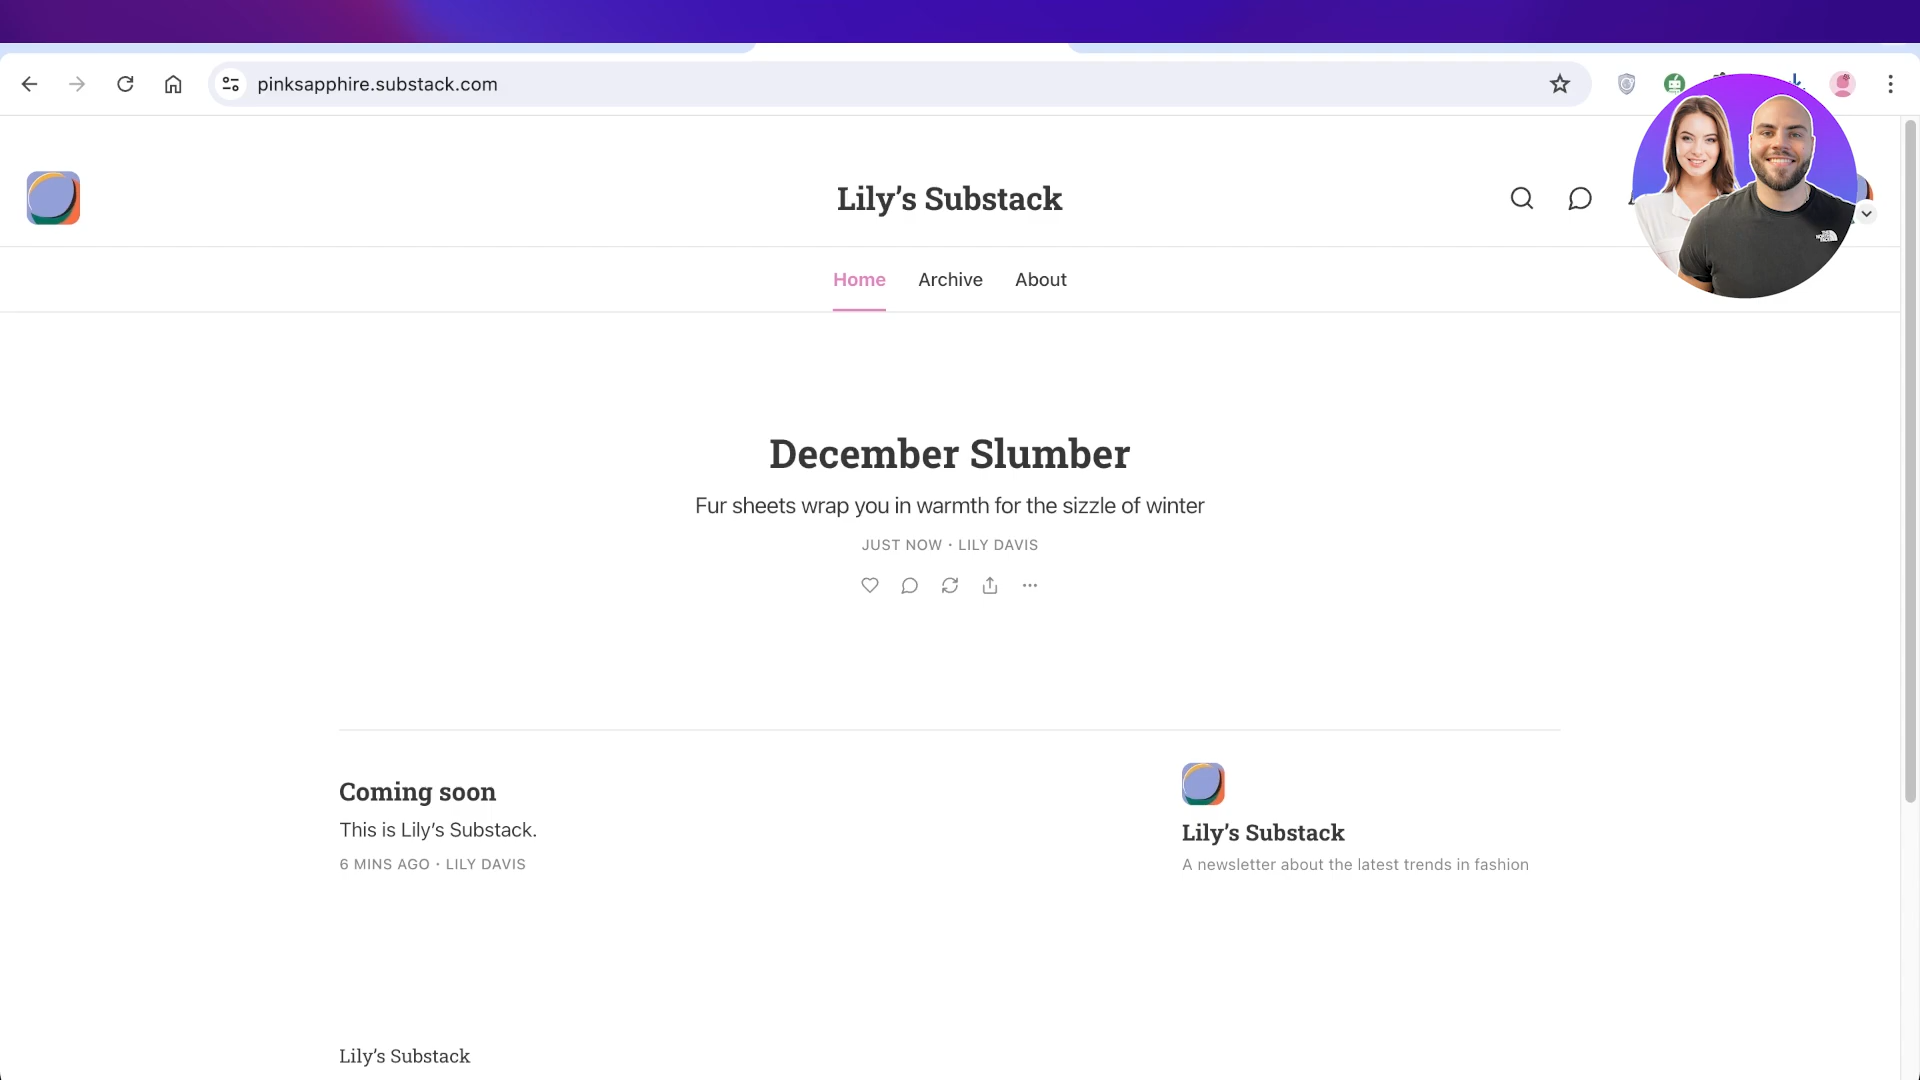 pinksapphire.substack.com
Lily's Substack
Home Archive About
December Slumber
Fur sheets wrap you in warmth for the sizzle of winter
JUST NOW · LILY DAVIS
Coming soon
This is Lily's Substack.
6 MINS AGO · LILY DAVIS
Lily's Substack
A newsletter about the latest trends in fashion
Lily's Substack